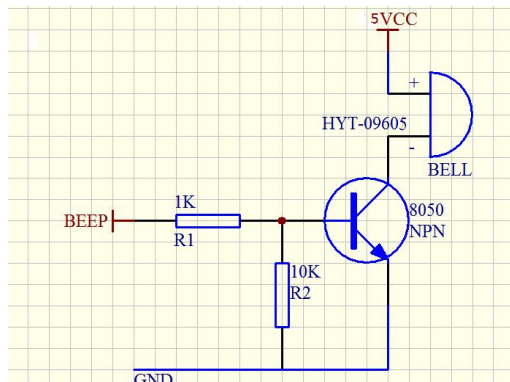 5VCC
+
HYT-09605
-
BELL
1K
BEEP
R1
8050
NPN
10K
R2
GND